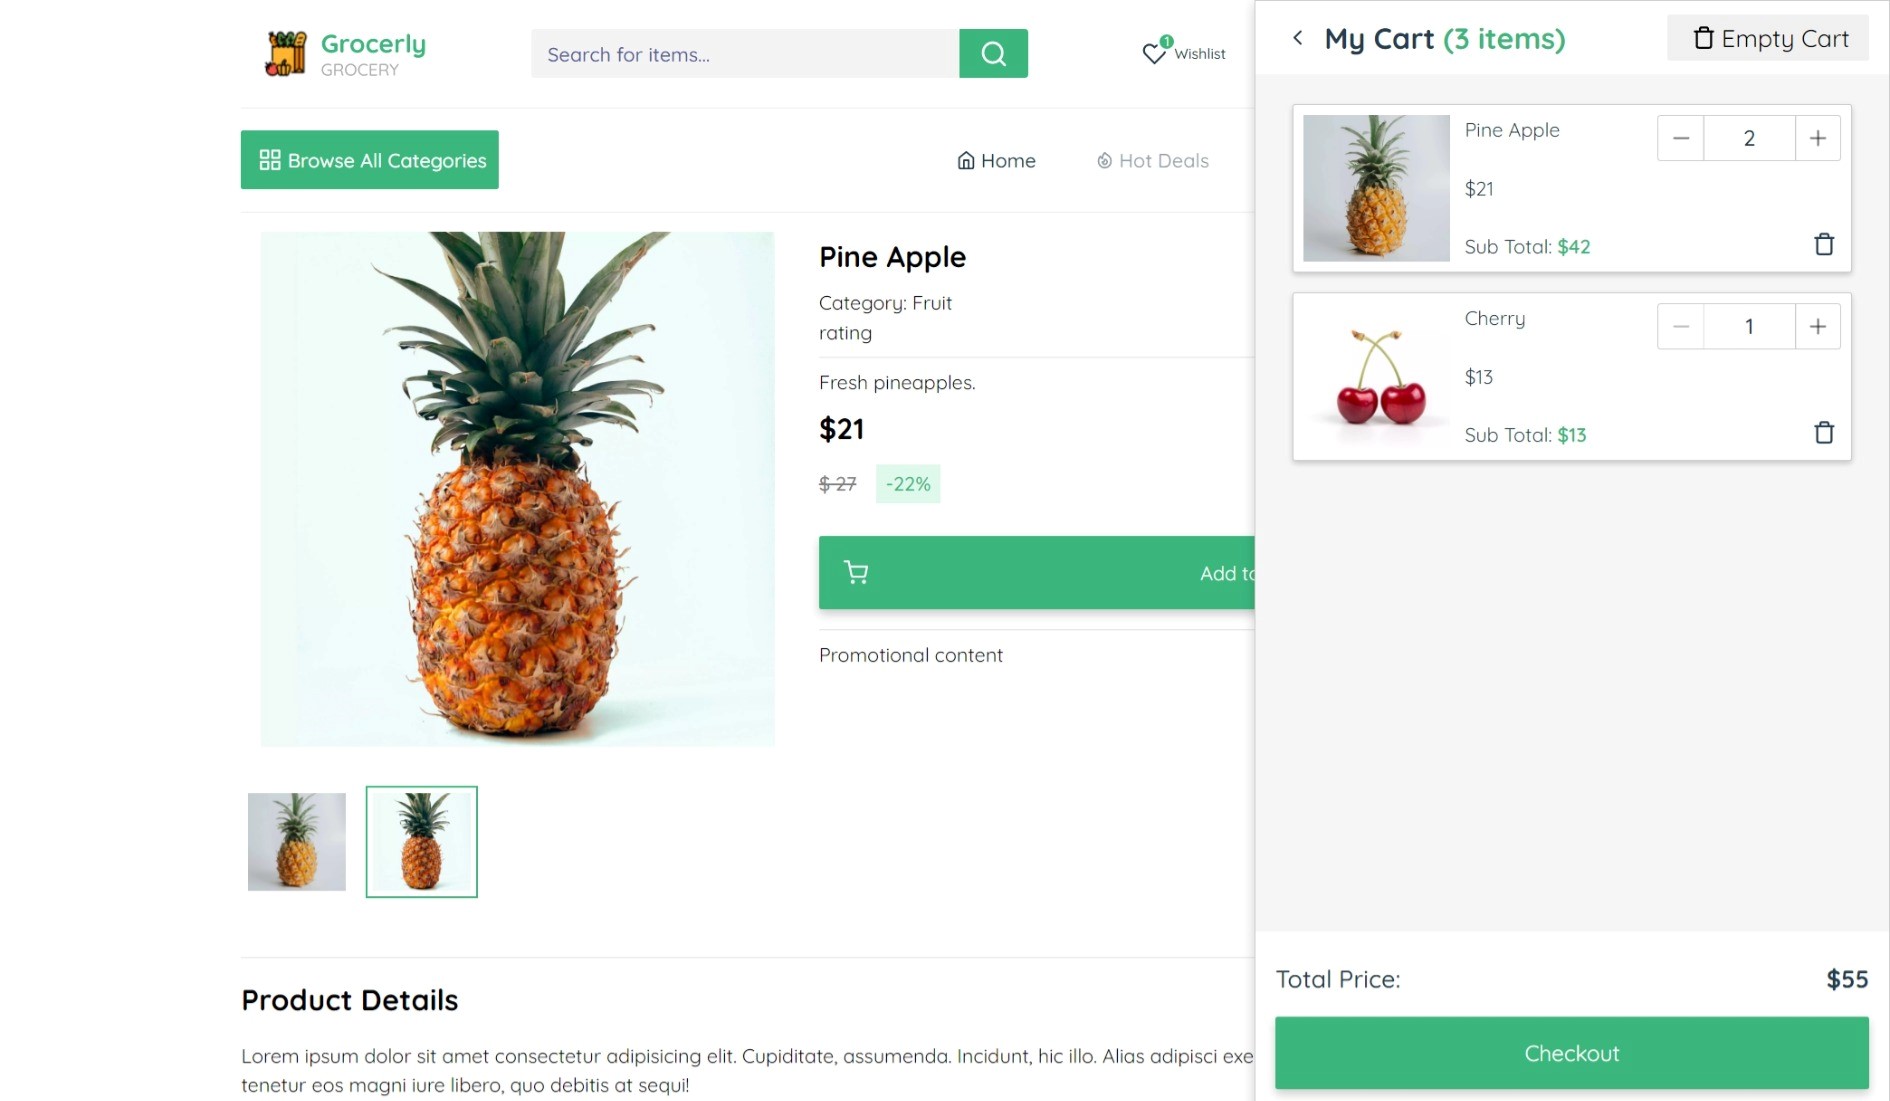 Grocerly
GROCERY
Search for items...
1
Wishlist
Browse All Categories
Home
Hot Deals
Pine Apple
Category: Fruit
rating
Fresh pineapples.
$21
$ 27
-22%
Add to
Promotional content
Product Details
Lorem ipsum dolor sit amet consectetur adipisicing elit. Cupiditate, assumenda. Incidunt, hic illo. Alias adipisci exe
tenetur eos magni iure libero, quo debitis at sequi!
My Cart (3 items)
Empty Cart
Pine Apple
2
$21
Sub Total: $42
Cherry
1
$13
Sub Total: $13
Total Price:
$55
Checkout